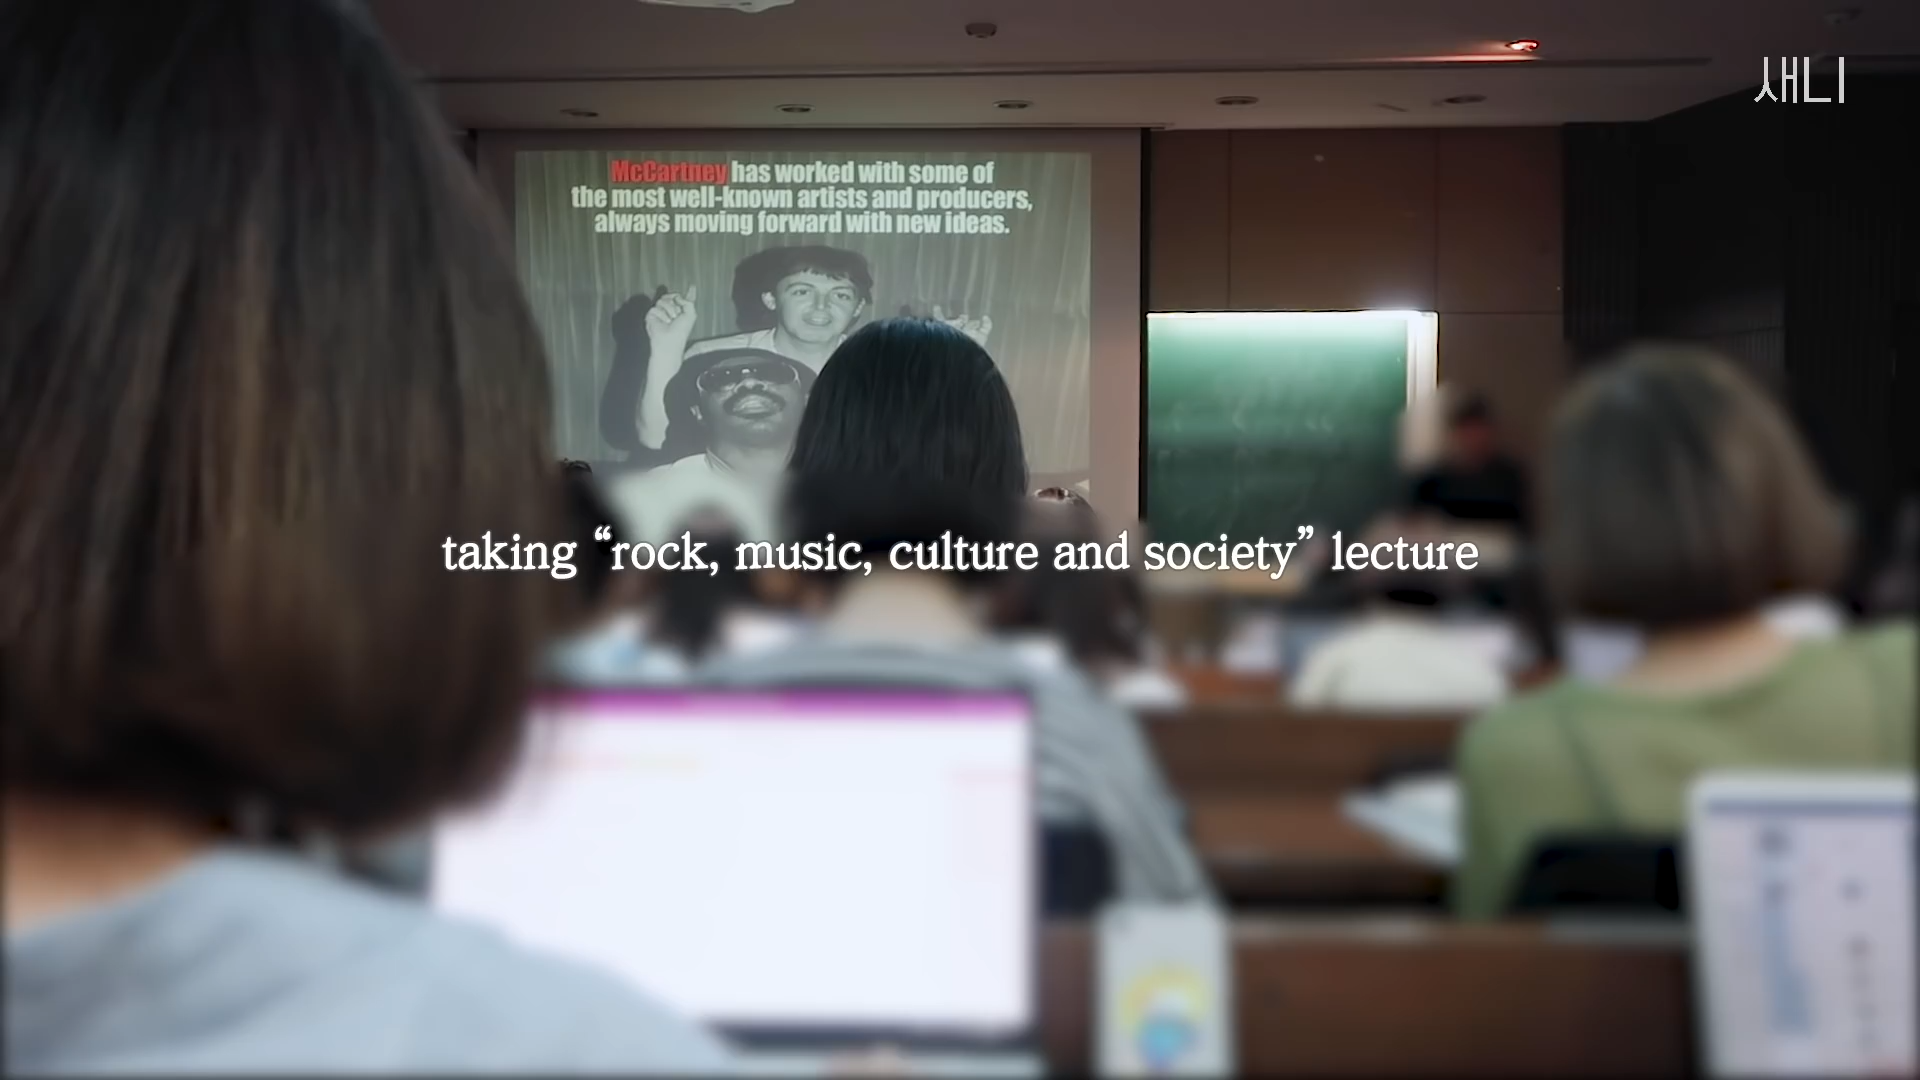 새니
McCartney has worked with some of
the most well-known artists and producers,
always moving forward with new ideas.
taking “rock, music, culture and society” lecture